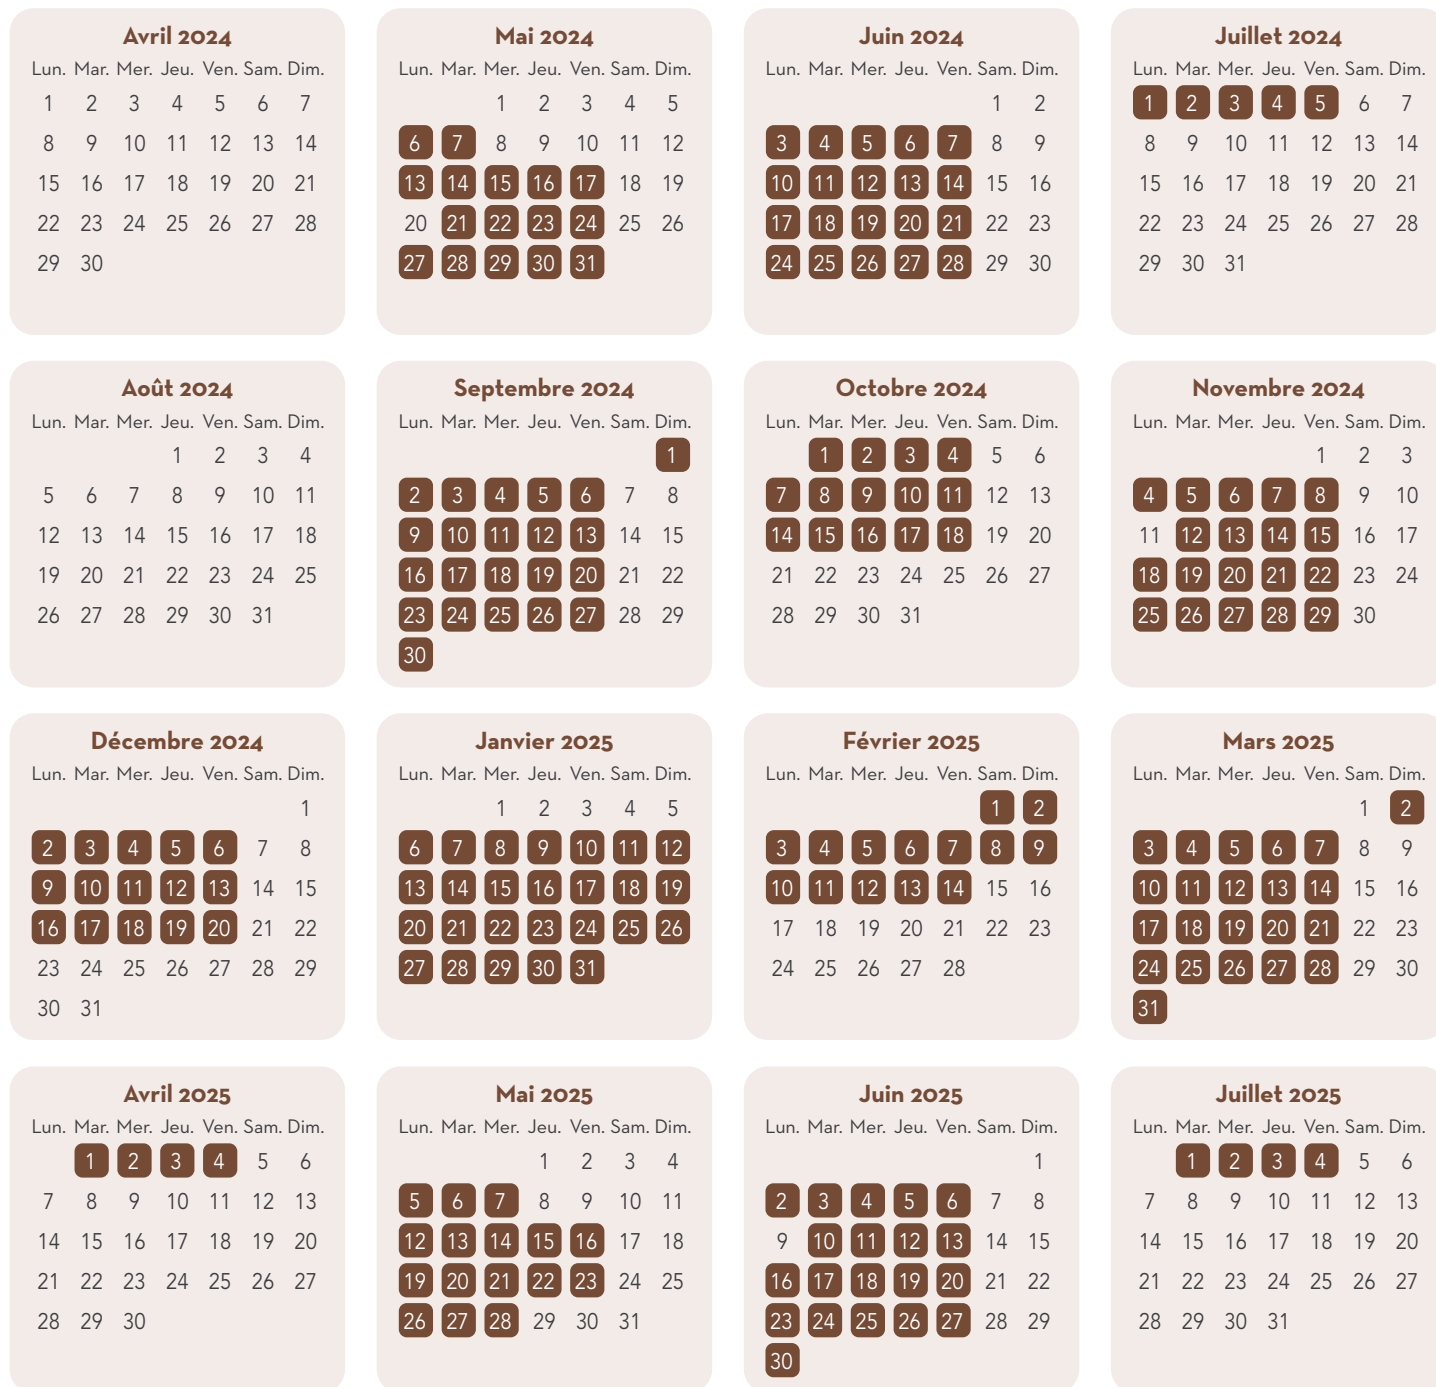 Avril 2024
Lun. Mar. Mer. Jeu. Ven. Sam. Dim.
1 2 3 4 5 6 7
8 9 10 11 12 13 14
15 16 17 18 19 20 21
22 23 24 25 26 27 28
29 30
Mai 2024
Lun. Mar. Mer. Jeu. Ven. Sam. Dim.
1 2 3 4 5
6 7 8 9 10 11 12
13 14 15 16 17 18 19
20 21 22 23 24 25 26
27 28 29 30 31
Juin 2024
Lun. Mar. Mer. Jeu. Ven. Sam. Dim.
1 2
3 4 5 6 7 8 9
10 11 12 13 14 15 16
17 18 19 20 21 22 23
24 25 26 27 28 29 30
Juillet 2024
Lun. Mar. Mer. Jeu. Ven. Sam. Dim.
1 2 3 4 5 6 7
8 9 10 11 12 13 14
15 16 17 18 19 20 21
22 23 24 25 26 27 28
29 30 31
Août 2024
Lun. Mar. Mer. Jeu. Ven. Sam. Dim.
1 2 3 4
5 6 7 8 9 10 11
12 13 14 15 16 17 18
19 20 21 22 23 24 25
26 27 28 29 30 31
Septembre 2024
Lun. Mar. Mer. Jeu. Ven. Sam. Dim.
1
2 3 4 5 6 7 8
9 10 11 12 13 14 15
16 17 18 19 20 21 22
23 24 25 26 27 28 29
30
Octobre 2024
Lun. Mar. Mer. Jeu. Ven. Sam. Dim.
1 2 3 4 5 6
7 8 9 10 11 12 13
14 15 16 17 18 19 20
21 22 23 24 25 26 27
28 29 30 31
Novembre 2024
Lun. Mar. Mer. Jeu. Ven. Sam. Dim.
1 2 3
4 5 6 7 8 9 10
11 12 13 14 15 16 17
18 19 20 21 22 23 24
25 26 27 28 29 30
Décembre 2024
Lun. Mar. Mer. Jeu. Ven. Sam. Dim.
1
2 3 4 5 6 7 8
9 10 11 12 13 14 15
16 17 18 19 20 21 22
23 24 25 26 27 28 29
30 31
Janvier 2025
Lun. Mar. Mer. Jeu. Ven. Sam. Dim.
1 2 3 4 5
6 7 8 9 10 11 12
13 14 15 16 17 18 19
20 21 22 23 24 25 26
27 28 29 30 31
Février 2025
Lun. Mar. Mer. Jeu. Ven. Sam. Dim.
1 2
3 4 5 6 7 8 9
10 11 12 13 14 15 16
17 18 19 20 21 22 23
24 25 26 27 28
Mars 2025
Lun. Mar. Mer. Jeu. Ven. Sam. Dim.
1 2
3 4 5 6 7 8 9
10 11 12 13 14 15 16
17 18 19 20 21 22 23
24 25 26 27 28 29 30
31
Avril 2025
Lun. Mar. Mer. Jeu. Ven. Sam. Dim.
1 2 3 4 5 6
7 8 9 10 11 12 13
14 15 16 17 18 19 20
21 22 23 24 25 26 27
28 29 30
Mai 2025
Lun. Mar. Mer. Jeu. Ven. Sam. Dim.
1 2 3 4
5 6 7 8 9 10 11
12 13 14 15 16 17 18
19 20 21 22 23 24 25
26 27 28 29 30 31
Juin 2025
Lun. Mar. Mer. Jeu. Ven. Sam. Dim.
1
2 3 4 5 6 7 8
9 10 11 12 13 14 15
16 17 18 19 20 21 22
23 24 25 26 27 28 29
30
Juillet 2025
Lun. Mar. Mer. Jeu. Ven. Sam. Dim.
1 2 3 4 5 6
7 8 9 10 11 12 13
14 15 16 17 18 19 20
21 22 23 24 25 26 27
28 29 30 31